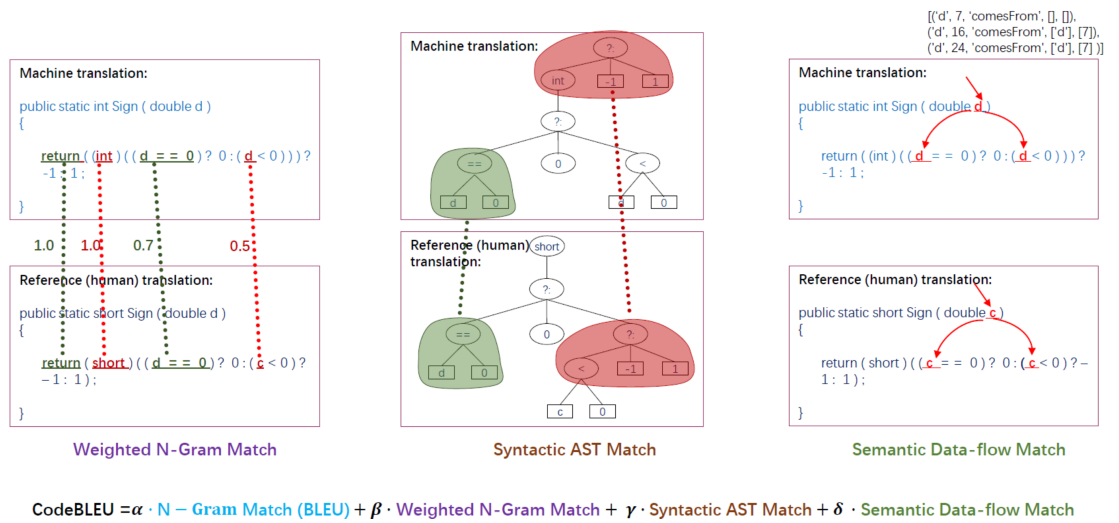 Machine translation:
public static int Sign ( double d )
{
return ( (int) ( ( d = = 0 ) ? 0 : ( d < 0 ) ) ) ?
-1 : 1 ;
}
1.0 1.0 0.7 0.5
Reference (human) translation:
public static short Sign ( double d )
{
return ( short ) ( ( d = = 0 ) ? 0 : ( c < 0 ) ?
– 1 : 1 ) ;
}
Weighted N-Gram Match
Machine translation:
?:
int -1 1
?:
== 0 <
d 0 d 0
Reference (human)
translation:
short
?:
== 0 ?:
d 0 < -1 1
c 0
Syntactic AST Match
[('d', 7, 'comesFrom', [], []),
('d', 16, 'comesFrom', ['d'], [7]),
('d', 24, 'comesFrom', ['d'], [7] )]
Machine translation:
public static int Sign ( double d )
{
return ( (int) ( ( d = = 0 ) ? 0 : ( d < 0 ) ) ) ?
-1 : 1 ;
}
Reference (human) translation:
public static short Sign ( double c )
{
return ( short ) ( ( c = = 0 ) ? 0 : ( c < 0 ) ? –
1 : 1 ) ;
}
Semantic Data-flow Match
CodeBLEU = α · N – Gram Match (BLEU) + β · Weighted N-Gram Match + γ · Syntactic AST Match + δ · Semantic Data-flow Match